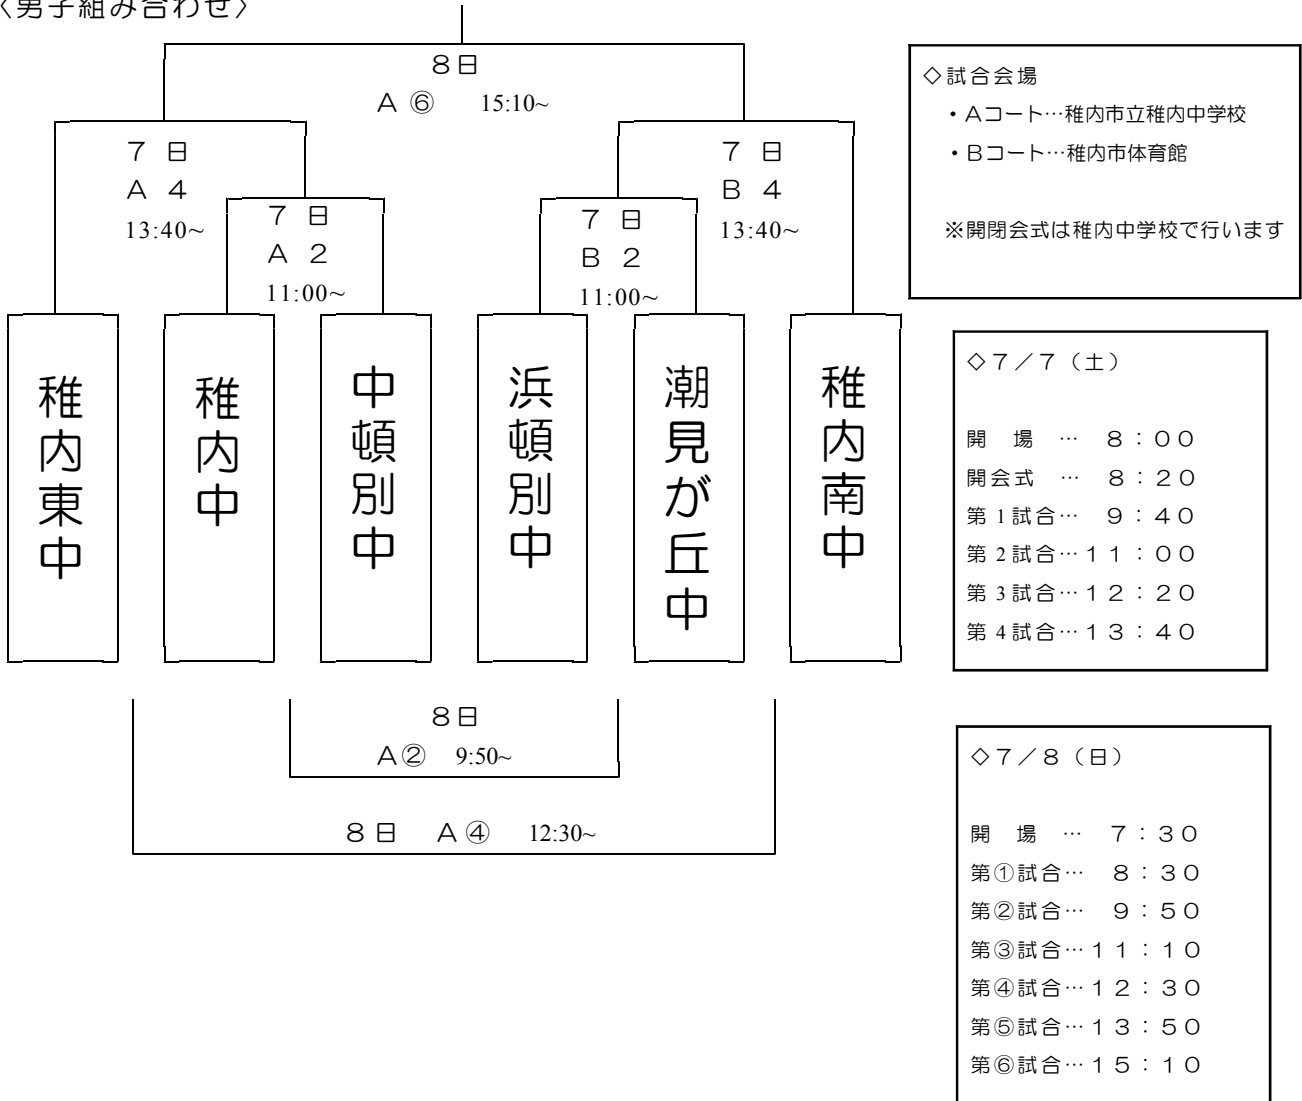 〈男子組み合わせ〉
8日
A ⑥ 15:10~
7 日
A 4
13:40~
7 日
B 4
13:40~
7 日
A 2
11:00~
7 日
B 2
11:00~
稚内東中
稚内中
中頓別中
浜頓別中
潮見が丘中
稚内南中
8日
A② 9:50~
8日 A④ 12:30~
◇試合会場
・Aコート…稚内市立稚内中学校
・Bコート…稚内市体育館
※開閉会式は稚内中学校で行います
◇7/7(土)
開 場 … 8:00
開会式 … 8:20
第1試合… 9:40
第2試合…11:00
第3試合…12:20
第4試合…13:40
◇7/8(日)
開 場 … 7:30
第①試合… 8:30
第②試合… 9:50
第③試合…11:10
第④試合…12:30
第⑤試合…13:50
第⑥試合…15:10